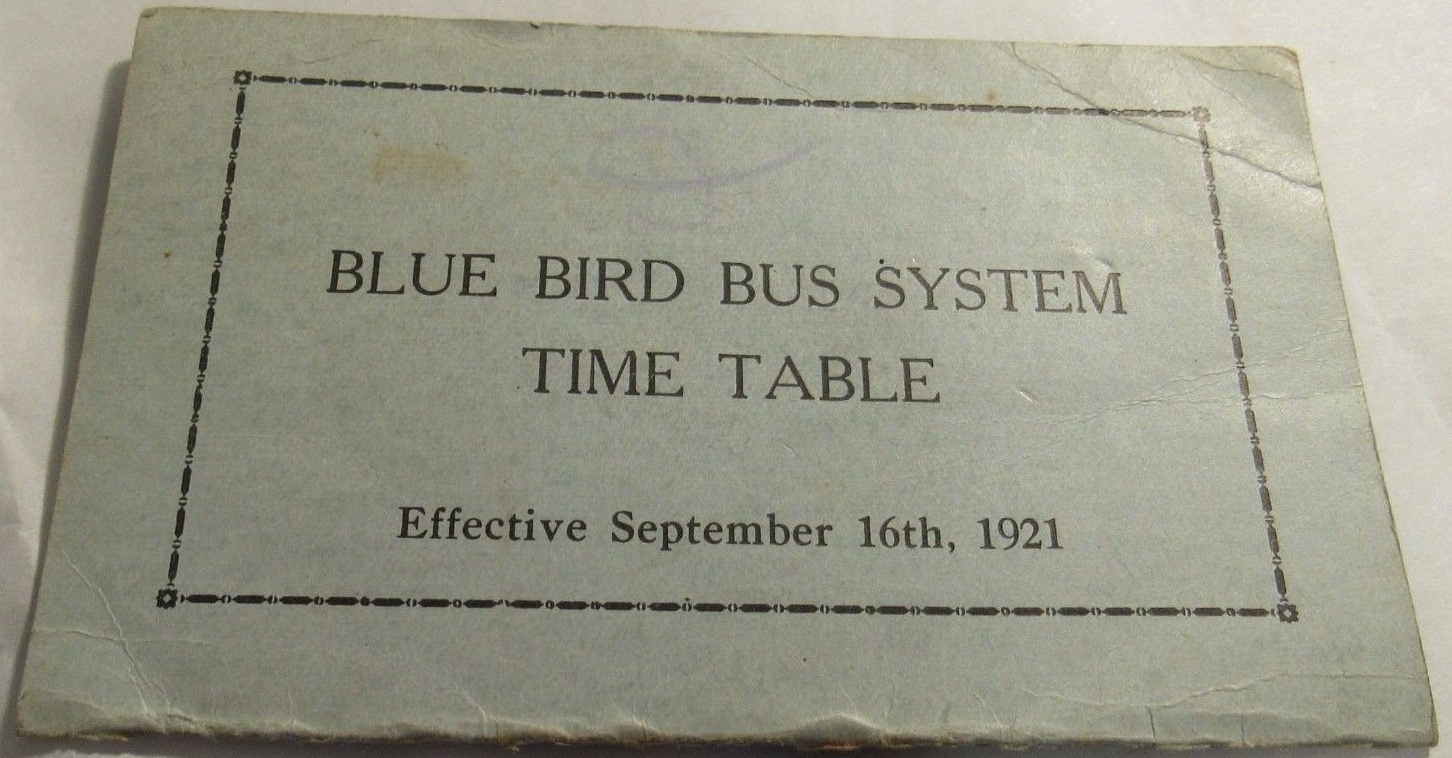 BLUE BIRD BUS SYSTEM
TIME TABLE
Effective September 16th, 1921